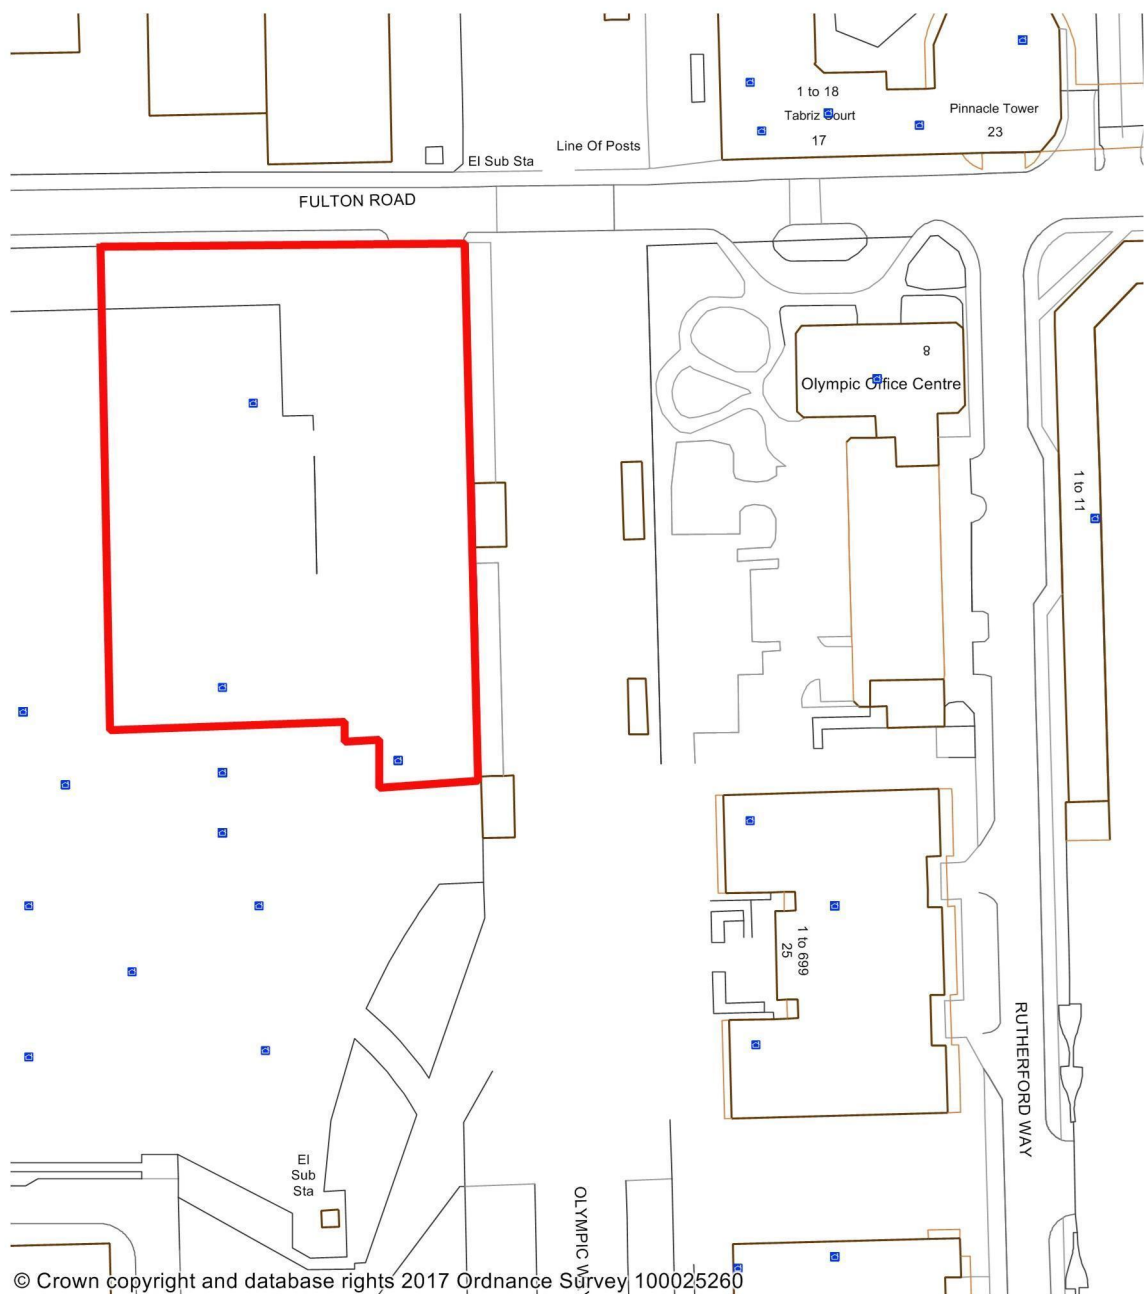 1 to 18
Tabriz Court
17
Pinnacle Tower
23
Line Of Posts
El Sub Sta
FULTON ROAD
8
Olympic Office Centre
1 to 11
1 to 699
25
RUTHERFORD WAY
El
Sub
Sta
OLYMPIC
© Crown copyright and database rights 2017 Ordnance Survey 100025260